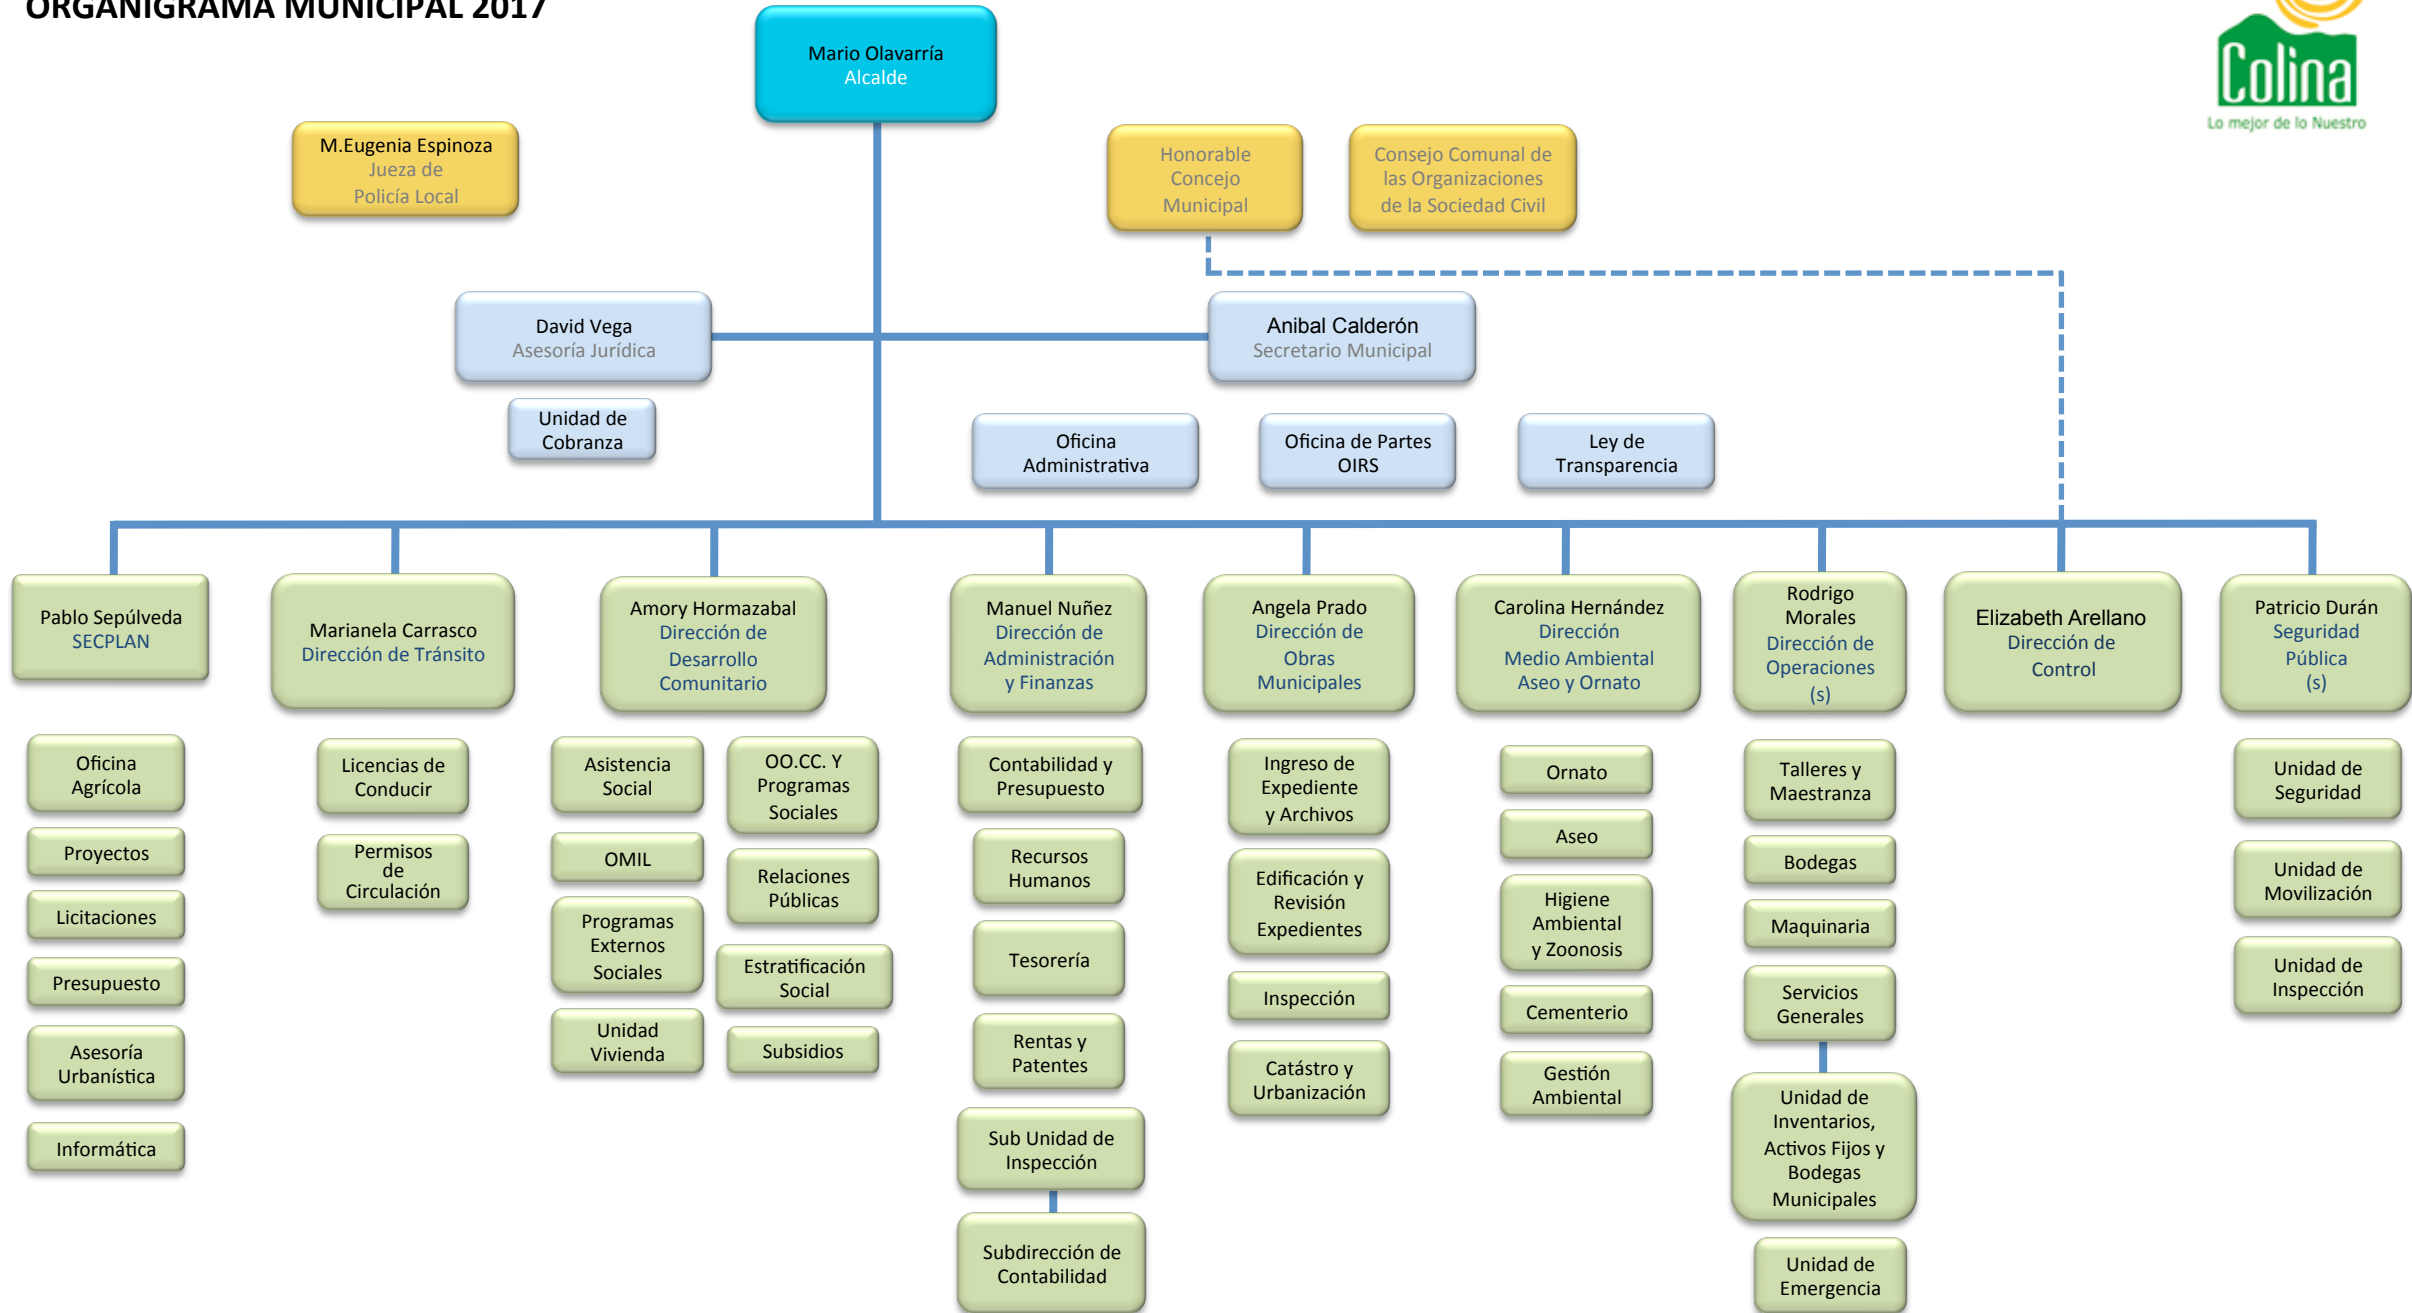 ORGANIGRAMA MUNICIPAL 2017
Mario Olavarría
Alcalde
Colina
Lo mejor de lo Nuestro
M.Eugenia Espinoza
Jueza de
Policía Local
Honorable
Concejo
Municipal
Consejo Comunal de
las Organizaciones
de la Sociedad Civil
David Vega
Asesoría Jurídica
Anibal Calderón
Secretario Municipal
Unidad de
Cobranza
Oficina
Administrativa
Oficina de Partes
OIRS
Ley de
Transparencia
Pablo Sepúlveda
SECPLAN
Marianela Carrasco
Dirección de Tránsito
Amory Hormazabal
Dirección de
Desarrollo
Comunitario
Manuel Nuñez
Dirección de
Administración
y Finanzas
Angela Prado
Dirección de
Obras
Municipales
Carolina Hernández
Dirección
Medio Ambiental
Aseo y Ornato
Rodrigo
Morales
Dirección de
Operaciones
(s)
Elizabeth Arellano
Dirección de
Control
Patricio Durán
Seguridad
Pública
(s)
Oficina
Agrícola
Proyectos
Licitaciones
Presupuesto
Asesoría
Urbanística
Informática
Licencias de
Conducir
Permisos
de
Circulación
Asistencia
Social
OMIL
Programas
Externos
Sociales
Unidad
Vivienda
OO.CC. Y
Programas
Sociales
Relaciones
Públicas
Estratificación
Social
Subsidios
Contabilidad y
Presupuesto
Recursos
Humanos
Tesorería
Rentas y
Patentes
Sub Unidad de
Inspección
Subdirección de
Contabilidad
Ingreso de
Expediente
y Archivos
Edificación y
Revisión
Expedientes
Inspección
Catástro y
Urbanización
Ornato
Aseo
Higiene
Ambiental
y Zoonosis
Cementerio
Gestión
Ambiental
Talleres y
Maestranza
Bodegas
Maquinaria
Servicios
Generales
Unidad de
Inventarios,
Activos Fijos y
Bodegas
Municipales
Unidad de
Emergencia
Unidad de
Seguridad
Unidad de
Movilización
Unidad de
Inspección